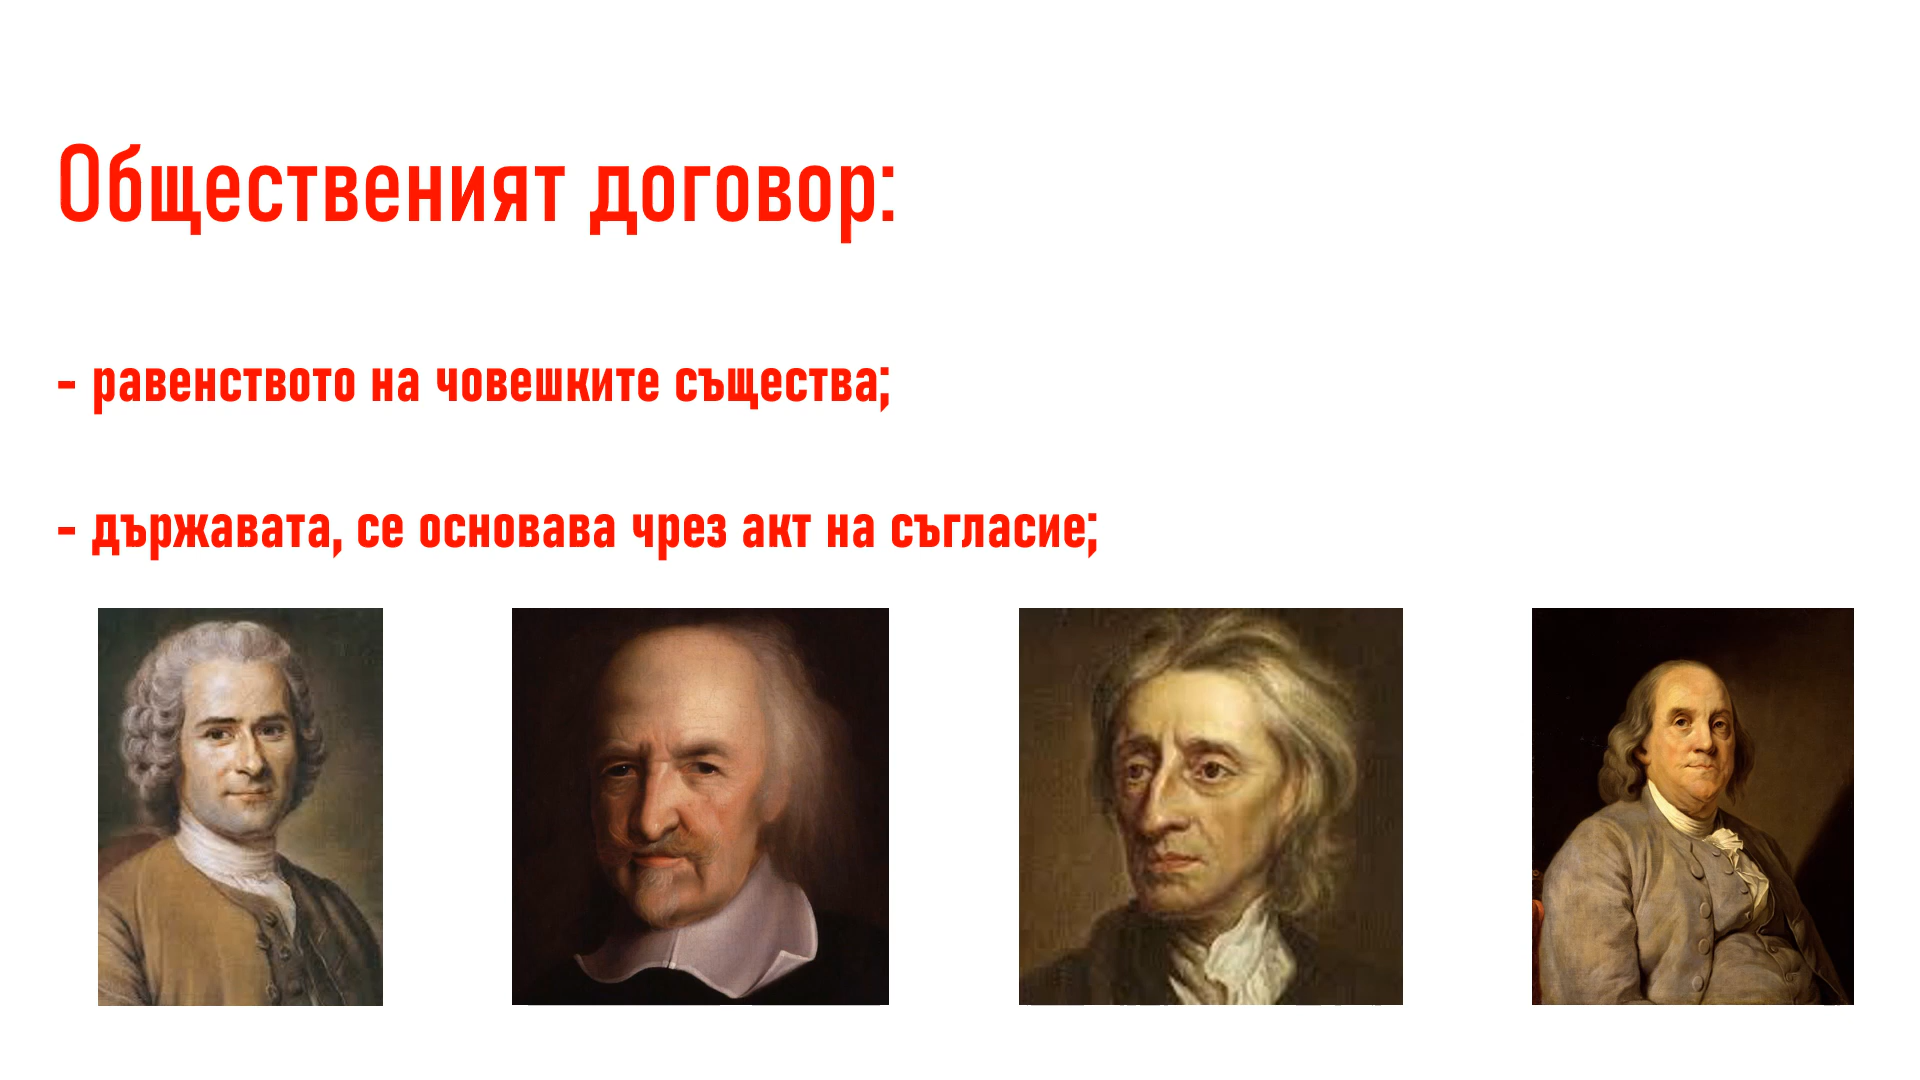 Общественият договор:
- равенството на човешките същества;
- държавата, се основава чрез акт на съгласие;